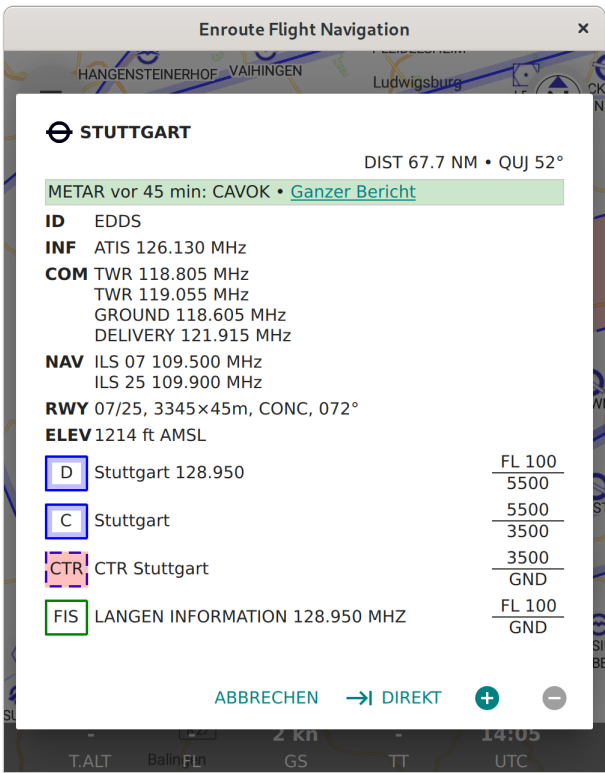 Enroute Flight Navigation
HANGENSTEINERHOF
VAIHINGEN
Ludwigsburg
STUTTGART
DIST 67.7 NM • QUJ 52°
METAR vor 45 min: CAVOK • Ganzer Bericht
ID EDDS
INF ATIS 126.130 MHz
COM TWR 118.805 MHz
TWR 119.055 MHz
GROUND 118.605 MHz
DELIVERY 121.915 MHz
NAV ILS 07 109.500 MHz
ILS 25 109.900 MHz
RWY 07/25, 3345×45m, CONC, 072°
ELEV 1214 ft AMSL
D Stuttgart 128.950 FL 100
5500
C Stuttgart 5500
3500
CTR CTR Stuttgart 3500
GND
FIS LANGEN INFORMATION 128.950 MHZ FL 100
GND
ABBRECHEN DIREKT
- - 2 kn - 14:05
T.ALT FL GS TT UTC